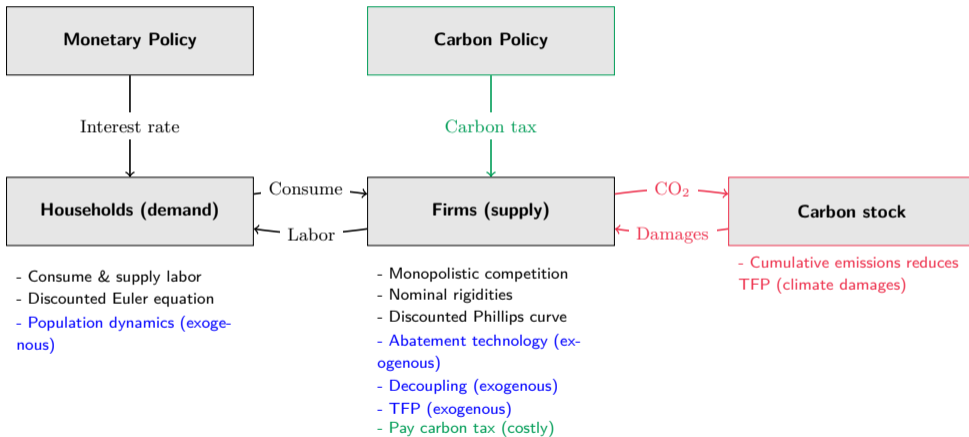 Monetary Policy
Carbon Policy
Interest rate
Carbon tax
Households (demand)
Consume
Labor
Firms (supply)
CO₂
Damages
Carbon stock
- Consume & supply labor
- Discounted Euler equation
- Population dynamics (exoge-
nous)
- Monopolistic competition
- Nominal rigidities
- Discounted Phillips curve
- Abatement technology (ex-
ogenous)
- Decoupling (exogenous)
- TFP (exogenous)
- Pay carbon tax (costly)
- Cumulative emissions reduces
TFP (climate damages)